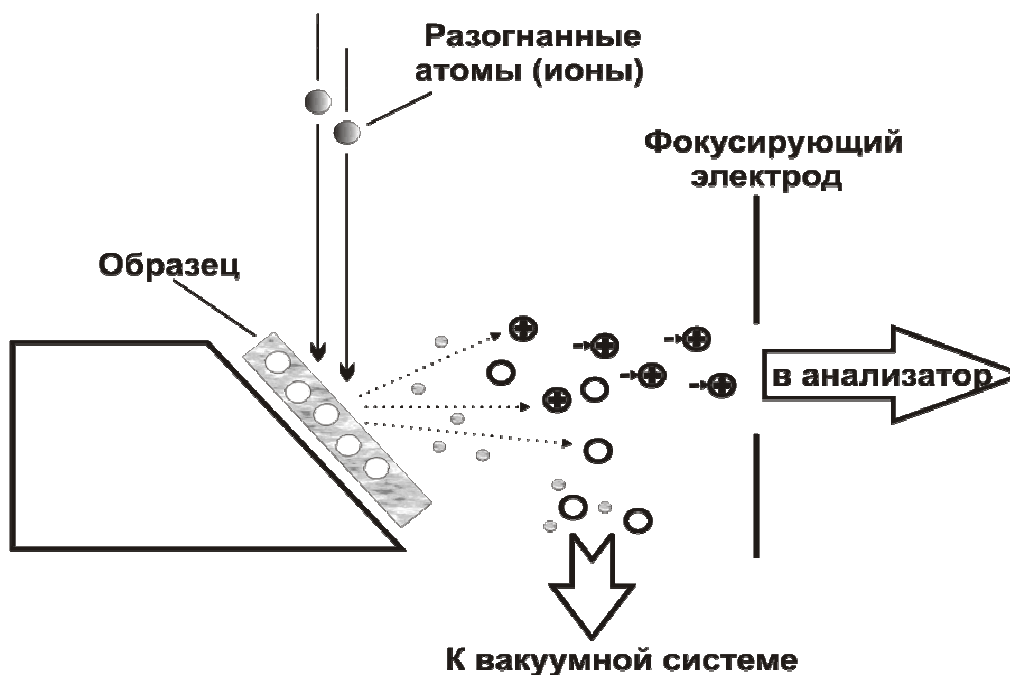 Разогнанные
атомы (ионы)
Фокусирующий
электрод
Образец
в анализатор
К вакуумной системе